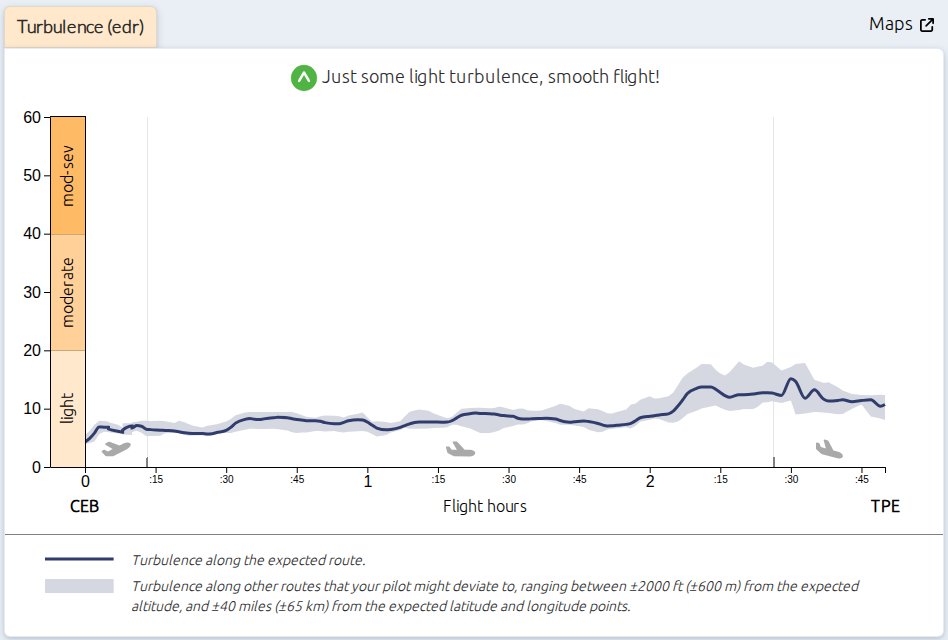 Turbulence (edr)
Maps
Just some light turbulence, smooth flight!
60
50
40
30
20
10
0
mod-sev
moderate
light
0 :15 :30 :45 1 :15 :30 :45 2 :15 :30 :45
CEB Flight hours TPE
Turbulence along the expected route.
Turbulence along other routes that your pilot might deviate to, ranging between ±2000 ft (±600 m) from the expected
altitude, and ±40 miles (±65 km) from the expected latitude and longitude points.